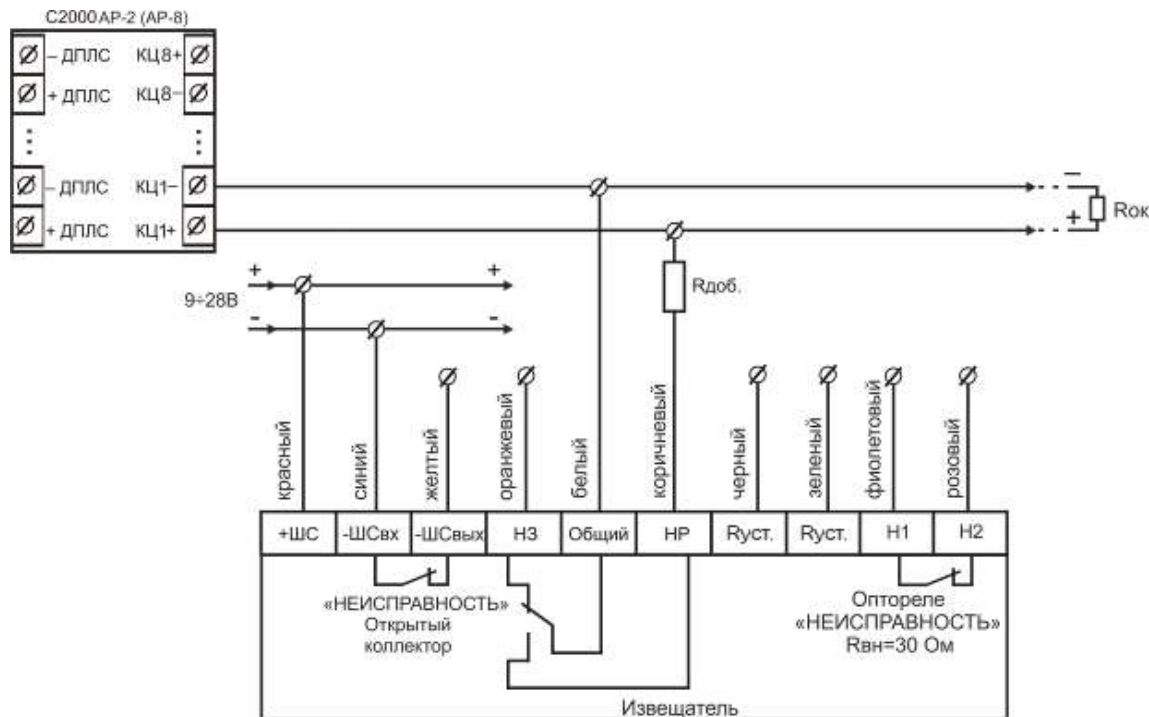 С2000 АР-2 (АР-8)
– ДПЛС КЦ8+
+ ДПЛС КЦ8–
– ДПЛС КЦ1–
+ ДПЛС КЦ1+
–
+
Rок
+ +
9÷28В
- -
Rдоб.
красный
синий
желтый
оранжевый
белый
коричневый
черный
зеленый
фиолетовый
розовый
+ШС -ШСвх -ШСвых НЗ Общий НР Rуст. Rуст. Н1 Н2
«НЕИСПРАВНОСТЬ»
Открытый
коллектор
Оптореле
«НЕИСПРАВНОСТЬ»
Rвн=30 Ом
Извещатель